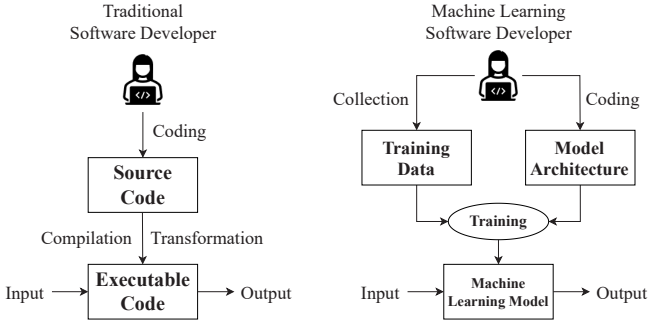 Traditional
Software Developer
</>
Coding
Source
Code
Compilation Transformation
Input
Executable
Code
Output
Machine Learning
Software Developer
</>
Collection
Coding
Training
Data
Model
Architecture
Training
Input
Machine
Learning Model
Output